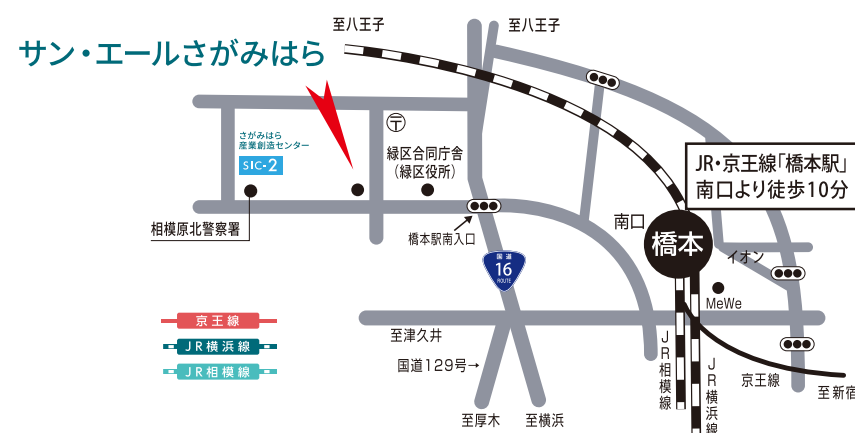 至八王子
至八王子
サン・エールさがみはら
さがみはら
産業創造センター
SIC-2
緑区合同庁舎
（緑区役所）
JR・京王線「橋本駅」
南口より徒歩10分
相模原北警察署
橋本駅南入口
南口
橋本
イオン
国道
16
ROUTE
MeWe
京王線
JR横浜線
JR相模線
至津久井
国道129号→
至厚木
至横浜
JR相模線
JR横浜線
京王線
至新宿